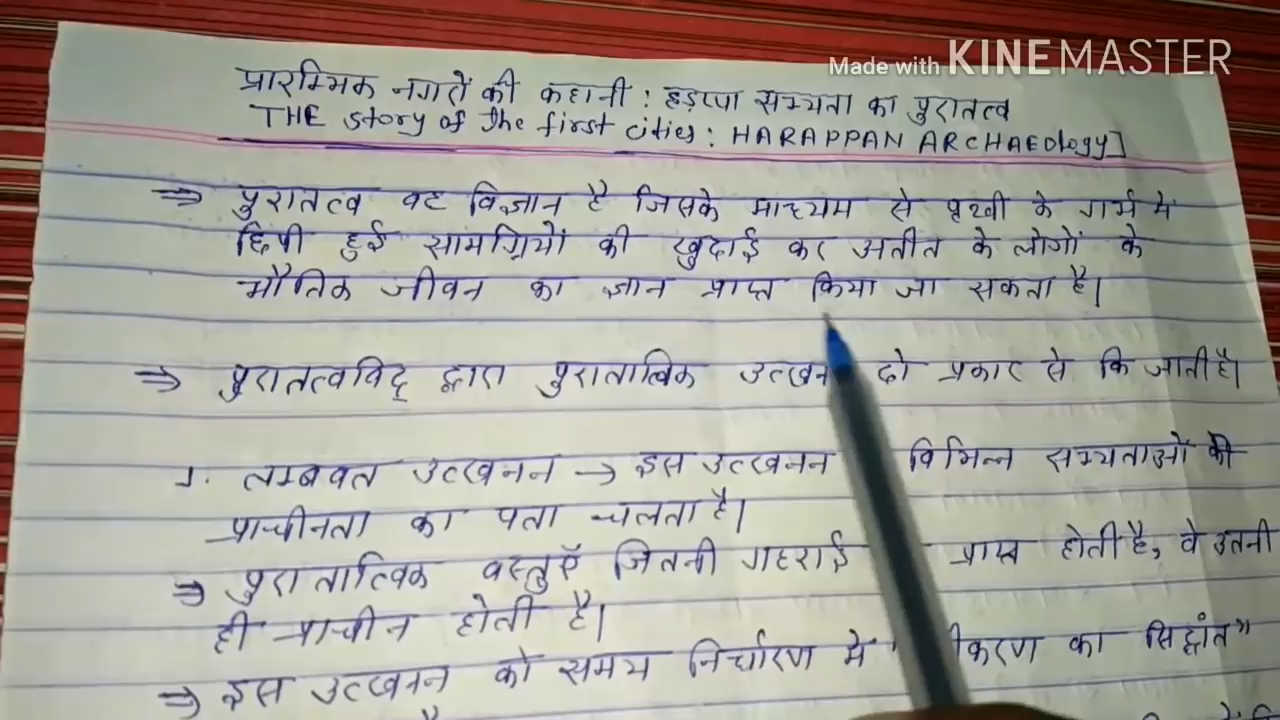 Made with KINEMASTER
प्रारम्भिक नगरों की कहानी : हड़प्पा सभ्यता का पुरातत्व
THE story of the first cities : HARAPPAN ARCHAEology]
⇒ पुरातत्व वह विज्ञान है जिसके माध्यम से पृथ्वी के गर्भ में
छिपी हुई सामग्रियों की खुदाई कर अतीत के लोगों के
भौतिक जीवन का ज्ञान प्राप्त किया जा सकता है।
⇒ पुरातत्वविद् द्वारा पुरातात्विक उत्खनन दो प्रकार से कि जाती है।
1. लम्बवत उत्खनन → इस उत्खनन विभिन्न सभ्यताओं की
प्राचीनता का पता चलता है।
⇒ पुरातात्विक वस्तुएँ जितनी गहराई प्राप्त होती है, वे उतनी
ही प्राचीन होती है।
⇒ इस उत्खनन को समय निर्धारण में का सिद्धांत"